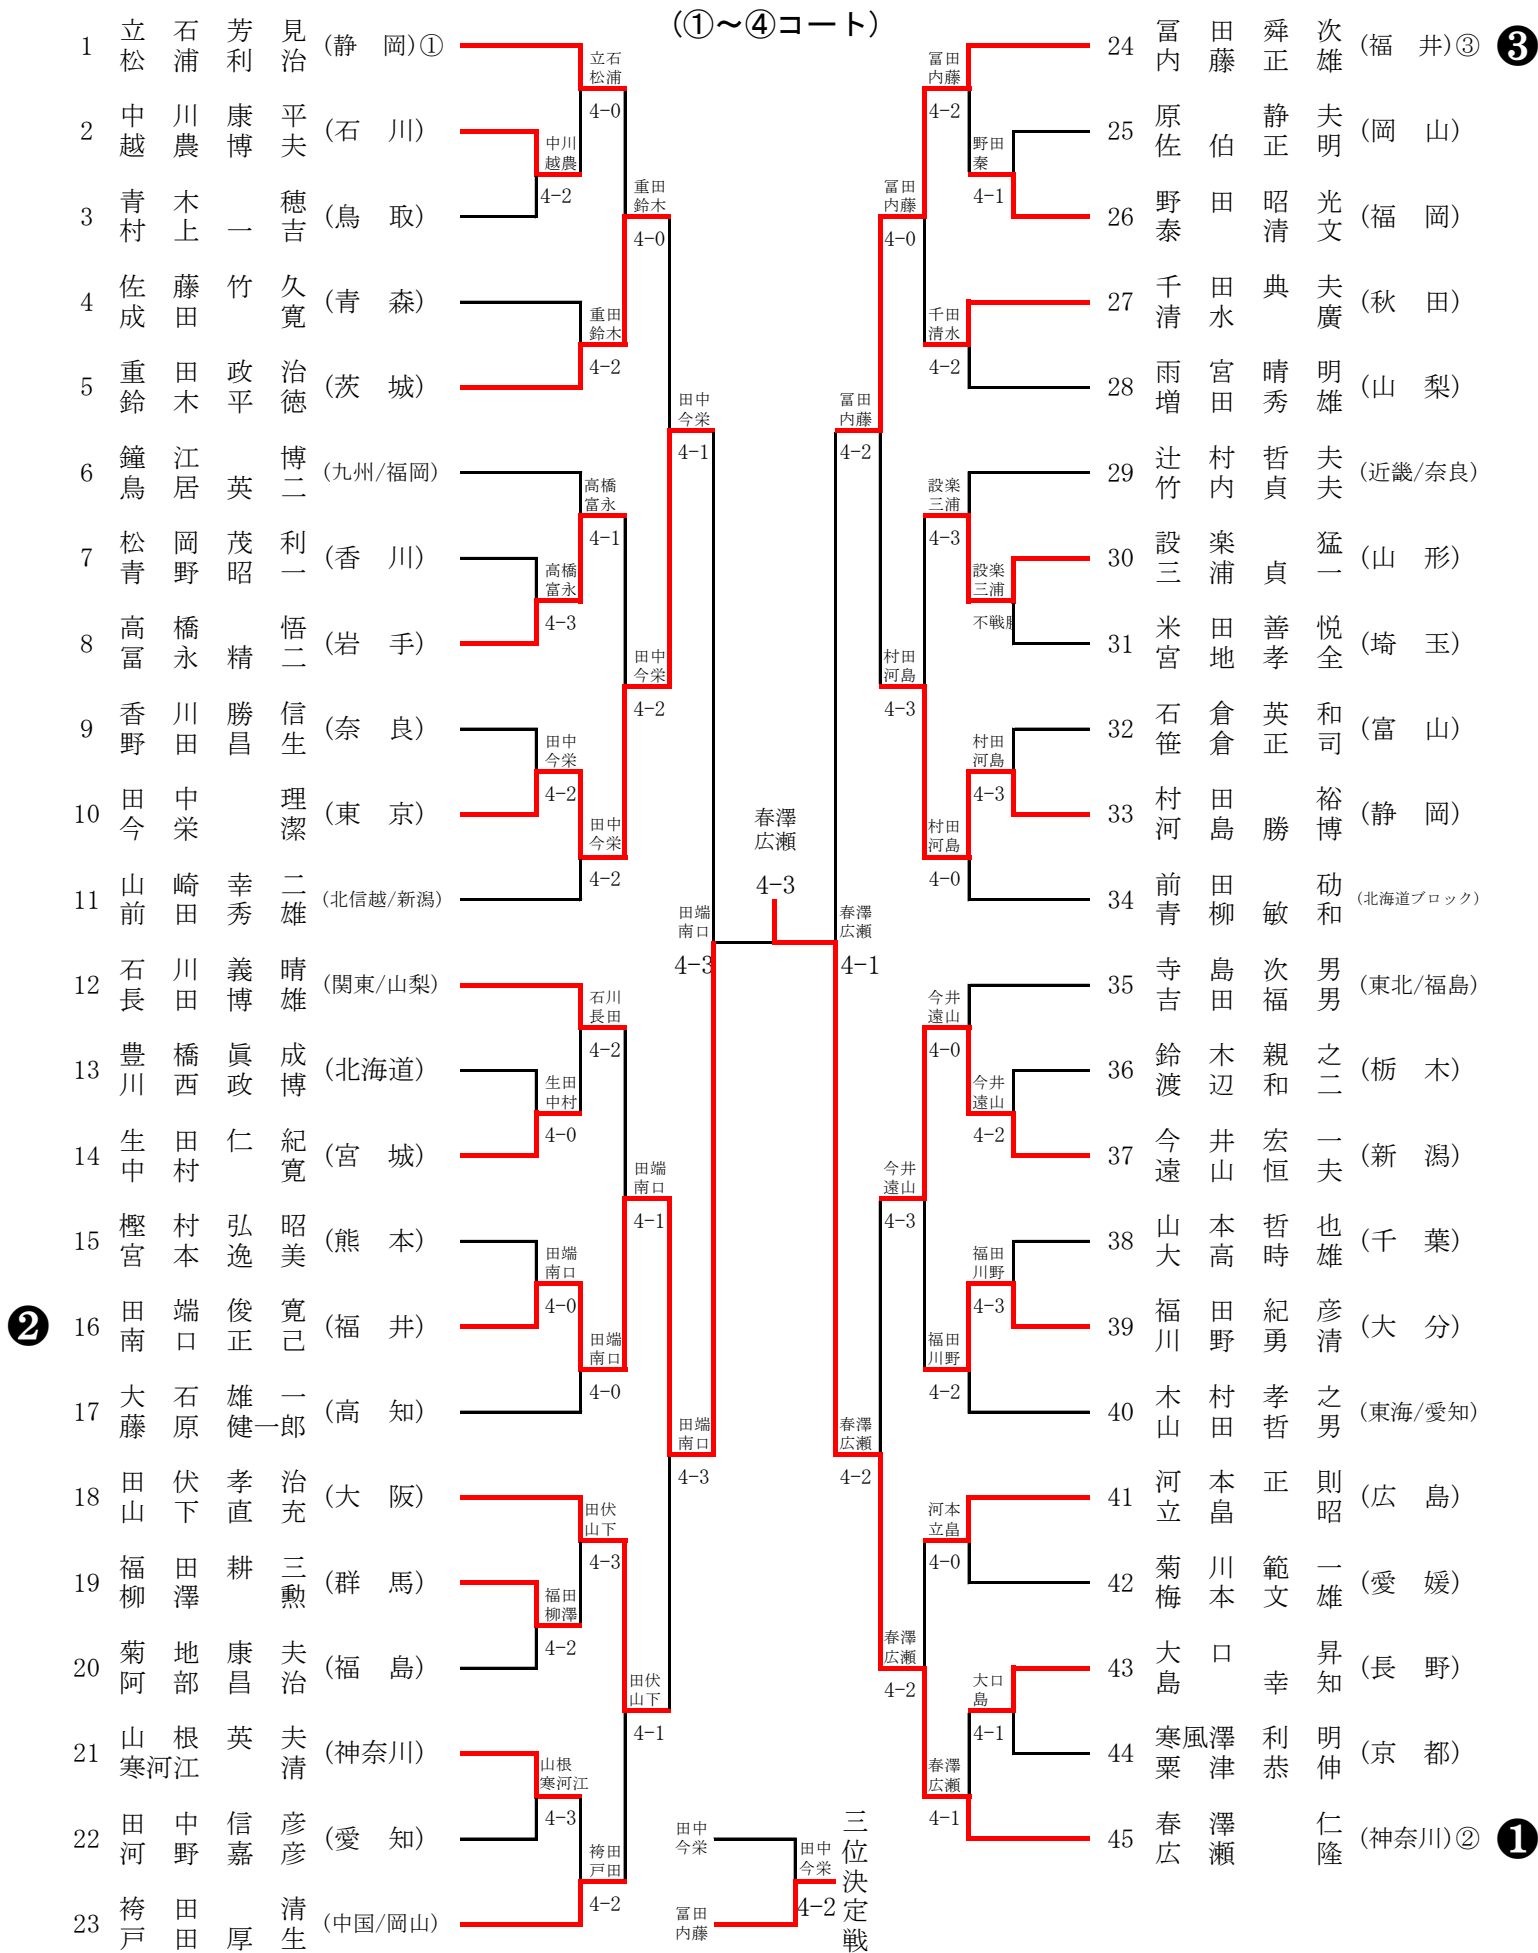 (①～④コート)
1 立石芳見 (静岡)①
松浦利治
2 中川康平 (石川)
越農博夫
3 青木穂 (鳥取)
村上一吉
4 佐藤竹久 (青森)
成田寛
5 重田政治 (茨城)
鈴木平徳
6 鐘江博 (九州/福岡)
鳥居英二
7 松岡茂利 (香川)
青野昭一
8 高橋悟 (岩手)
冨永精二
9 香川勝信 (奈良)
野田昌生
10 田中理 (東京)
今栄潔
11 山崎幸二 (北信越/新潟)
前田秀雄
12 石川義晴 (関東/山梨)
長田博雄
13 豊橋眞成 (北海道)
川西政博
14 生田仁紀 (宮城)
中村寛
15 樫村弘昭 (熊本)
宮本逸美
❷ 16 田端俊寛 (福井)
南口正己
17 大石雄一 (高知)
藤原健一郎
18 田伏孝治 (大阪)
山下直充
19 福田耕三 (群馬)
柳澤勲
20 菊地康夫 (福島)
阿部昌治
21 山根英夫 (神奈川)
寒河江清
22 田中信彦 (愛知)
河野嘉彦
23 袴田清 (中国/岡山)
戸田厚生
中川
越農
4-2
高橋
富永
4-3
田中
今栄
4-2
生田
中村
4-0
田端
南口
4-0
福田
柳澤
4-2
山根
寒河江
4-3
立石
松浦
4-0
重田
鈴木
4-2
高橋
富永
4-1
田中
今栄
4-2
石川
長田
4-2
田端
南口
4-0
田伏
山下
4-3
袴田
戸田
4-2
重田
鈴木
4-0
田中
今栄
4-2
田端
南口
4-1
田伏
山下
4-1
田中
今栄
4-1
田端
南口
4-3
田端
南口
4-3
春澤
広瀬
4-3
春澤
広瀬
4-1
冨田
内藤
4-2
春澤
広瀬
4-2
冨田
内藤
4-0
村田
河島
4-3
今井
遠山
4-3
春澤
広瀬
4-2
冨田
内藤
4-2
千田
清水
4-2
設楽
三浦
4-3
村田
河島
4-0
今井
遠山
4-0
福田
川野
4-2
河本
立畠
4-0
春澤
広瀬
4-1
野田
秦
4-1
設楽
三浦
不戦勝
村田
河島
4-3
今井
遠山
4-2
福田
川野
4-3
大口
島
4-1
24 冨田舜次 (福井)③ ❸
内藤正雄
25 原静夫 (岡山)
佐伯正明
26 野田昭光 (福岡)
泰清文
27 千田典夫 (秋田)
清水廣
28 雨宮晴明 (山梨)
増田秀雄
29 辻村哲夫 (近畿/奈良)
竹内貞夫
30 設楽猛 (山形)
三浦貞一
31 米田善悦 (埼玉)
宮地孝全
32 石倉英和 (富山)
笹倉正司
33 村田裕 (静岡)
河島勝博
34 前田砌 (北海道ブロック)
青柳敏和
35 寺島次男 (東北/福島)
吉田福男
36 鈴木親之 (栃木)
渡辺和二
37 今井宏一 (新潟)
遠山恒夫
38 山本哲也 (千葉)
大高時雄
39 福田紀彦 (大分)
川野勇清
40 木村孝之 (東海/愛知)
山田哲男
41 河本正則 (広島)
立畠昭
42 菊川範一 (愛媛)
梅本文雄
43 大口昇 (長野)
島幸知
44 寒風澤利明 (京都)
粟津恭伸
45 春澤仁 (神奈川)② ❶
広瀬隆
三位決定戦
田中
今栄
冨田
内藤
田中
今栄
4-2